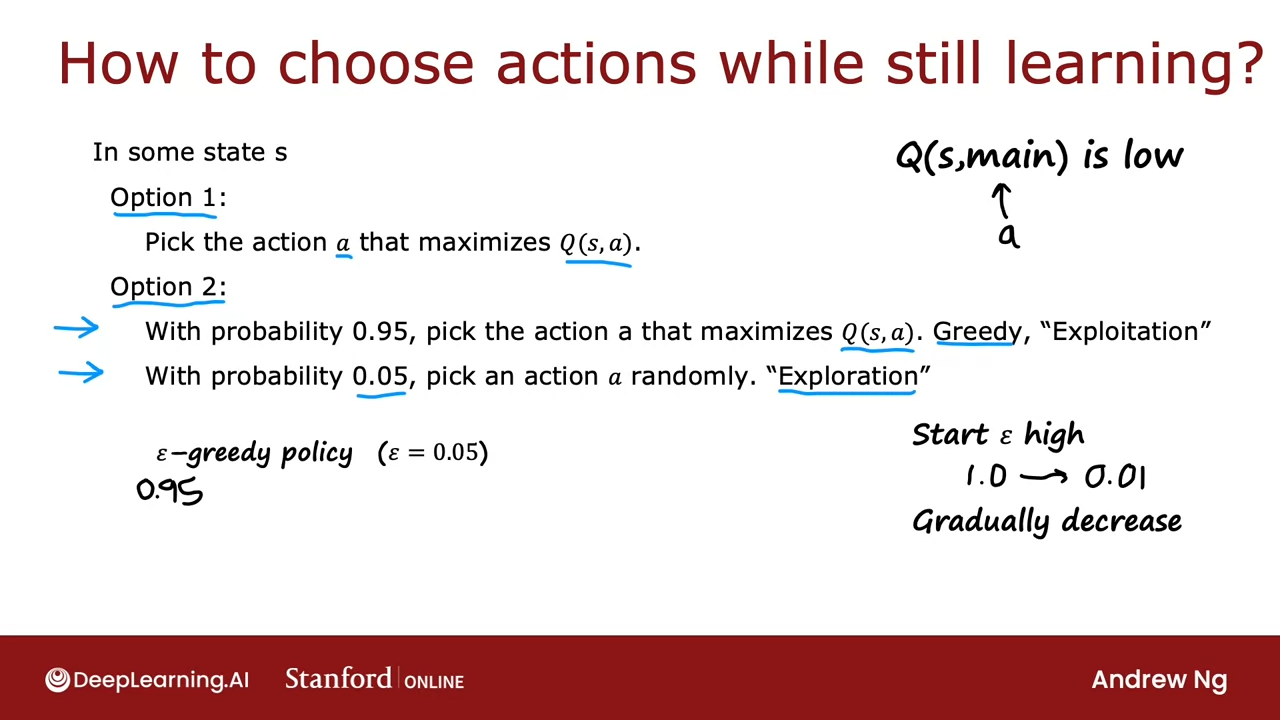 How to choose actions while still learning?
In some state s
Option 1:
Pick the action a that maximizes Q(s, a).
Option 2:
With probability 0.95, pick the action a that maximizes Q(s, a). Greedy, “Exploitation”
With probability 0.05, pick an action a randomly. “Exploration”
ε-greedy policy (ε = 0.05)
0.95
Q(s,main) is low
a
Start ε high
1.0 → 0.01
Gradually decrease
DeepLearning.AI
Stanford | ONLINE
Andrew Ng